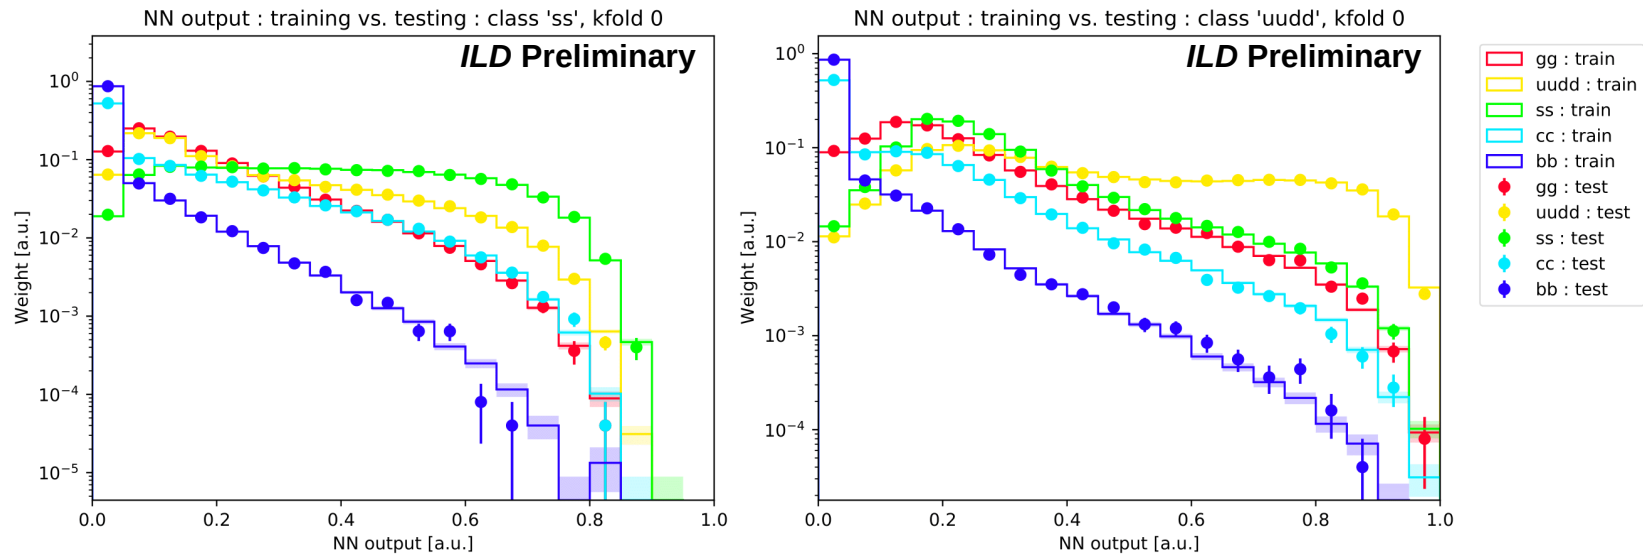 NN output : training vs. testing : class 'ss', kfold 0
ILD Preliminary
Weight [a.u.]
10⁰
10⁻¹
10⁻²
10⁻³
10⁻⁴
10⁻⁵
0.0 0.2 0.4 0.6 0.8 1.0
NN output [a.u.]
NN output : training vs. testing : class 'uudd', kfold 0
ILD Preliminary
Weight [a.u.]
10⁰
10⁻¹
10⁻²
10⁻³
10⁻⁴
0.0 0.2 0.4 0.6 0.8 1.0
NN output [a.u.]
gg : train
uudd : train
ss : train
cc : train
bb : train
gg : test
uudd : test
ss : test
cc : test
bb : test